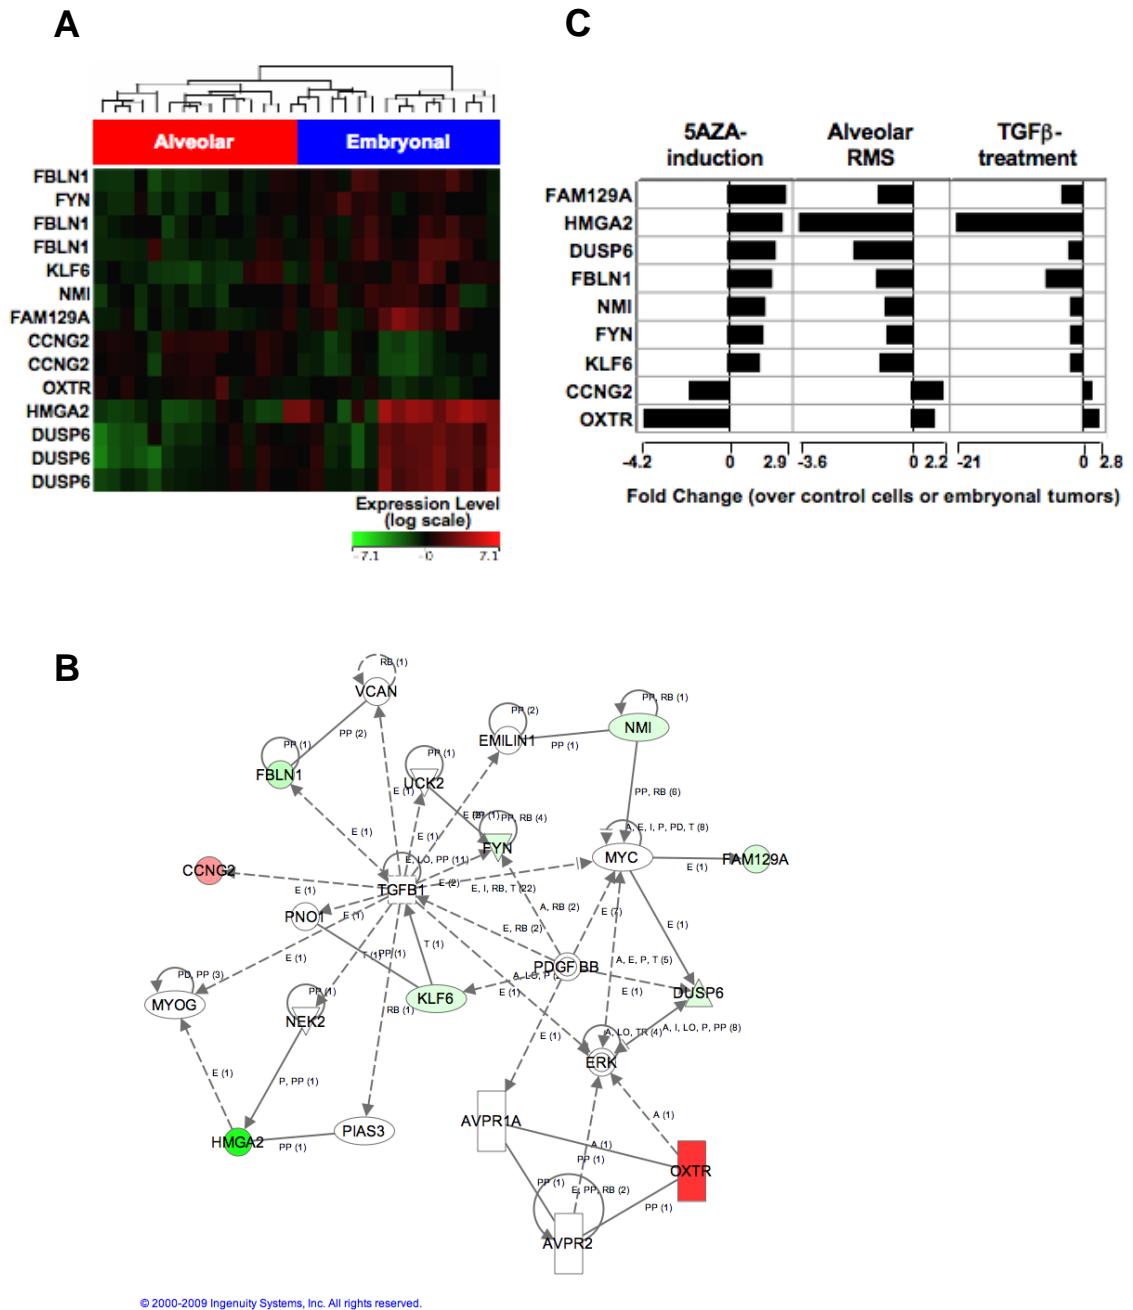 A
C
Alveolar Embryonal
FBLN1
FYN
FBLN1
FBLN1
KLF6
NMI
FAM129A
CCNG2
CCNG2
OXTR
HMGA2
DUSP6
DUSP6
DUSP6
Expression Level
(log scale)
-7.1 -0 7.1
5AZA-
induction
Alveolar
RMS
TGFβ-
treatment
FAM129A
HMGA2
DUSP6
FBLN1
NMI
FYN
KLF6
CCNG2
OXTR
-4.2 0 2.9 -3.6 0 2.2 -21 0 2.8
Fold Change (over control cells or embryonal tumors)
B
RB (1)
VCAN
PP (2)
PP (1)
FBLN1
PP (2)
EMILIN1
PP (1)
PP, RB (1)
NMI
PP (1)
UCK2
E (1)
E (1)
E (1)
PP, RB (4)
FYN
PP, RB (6)
A, E, I, P, PD, T (8)
MYC
E (1)
FAM129A
CCNG2
E (1)
E, LO, PP (11)
TGFB1
E (2)
E, I, RB, T (22)
PNO1
E (1)
E (1)
A, RB (2)
E (7)
E (1)
E, RB (2)
T (1)
PP (1)
A, E, P, T (5)
PDGF BB
PD, PP (3)
MYOG
PP (1)
NEK2
KLF6
RB (1)
E (1)
E (1)
DUSP6
A, LO, TR (4)
A, I, LO, P, PP (8)
E (1)
ERK
E (1)
P, PP (1)
HMGA2
PP (1)
PIAS3
AVPR1A
A (1)
A (1)
PP (1)
OXTR
PP (1)
E, PP, RB (2)
PP (1)
AVPR2
© 2000-2009 Ingenuity Systems, Inc. All rights reserved.